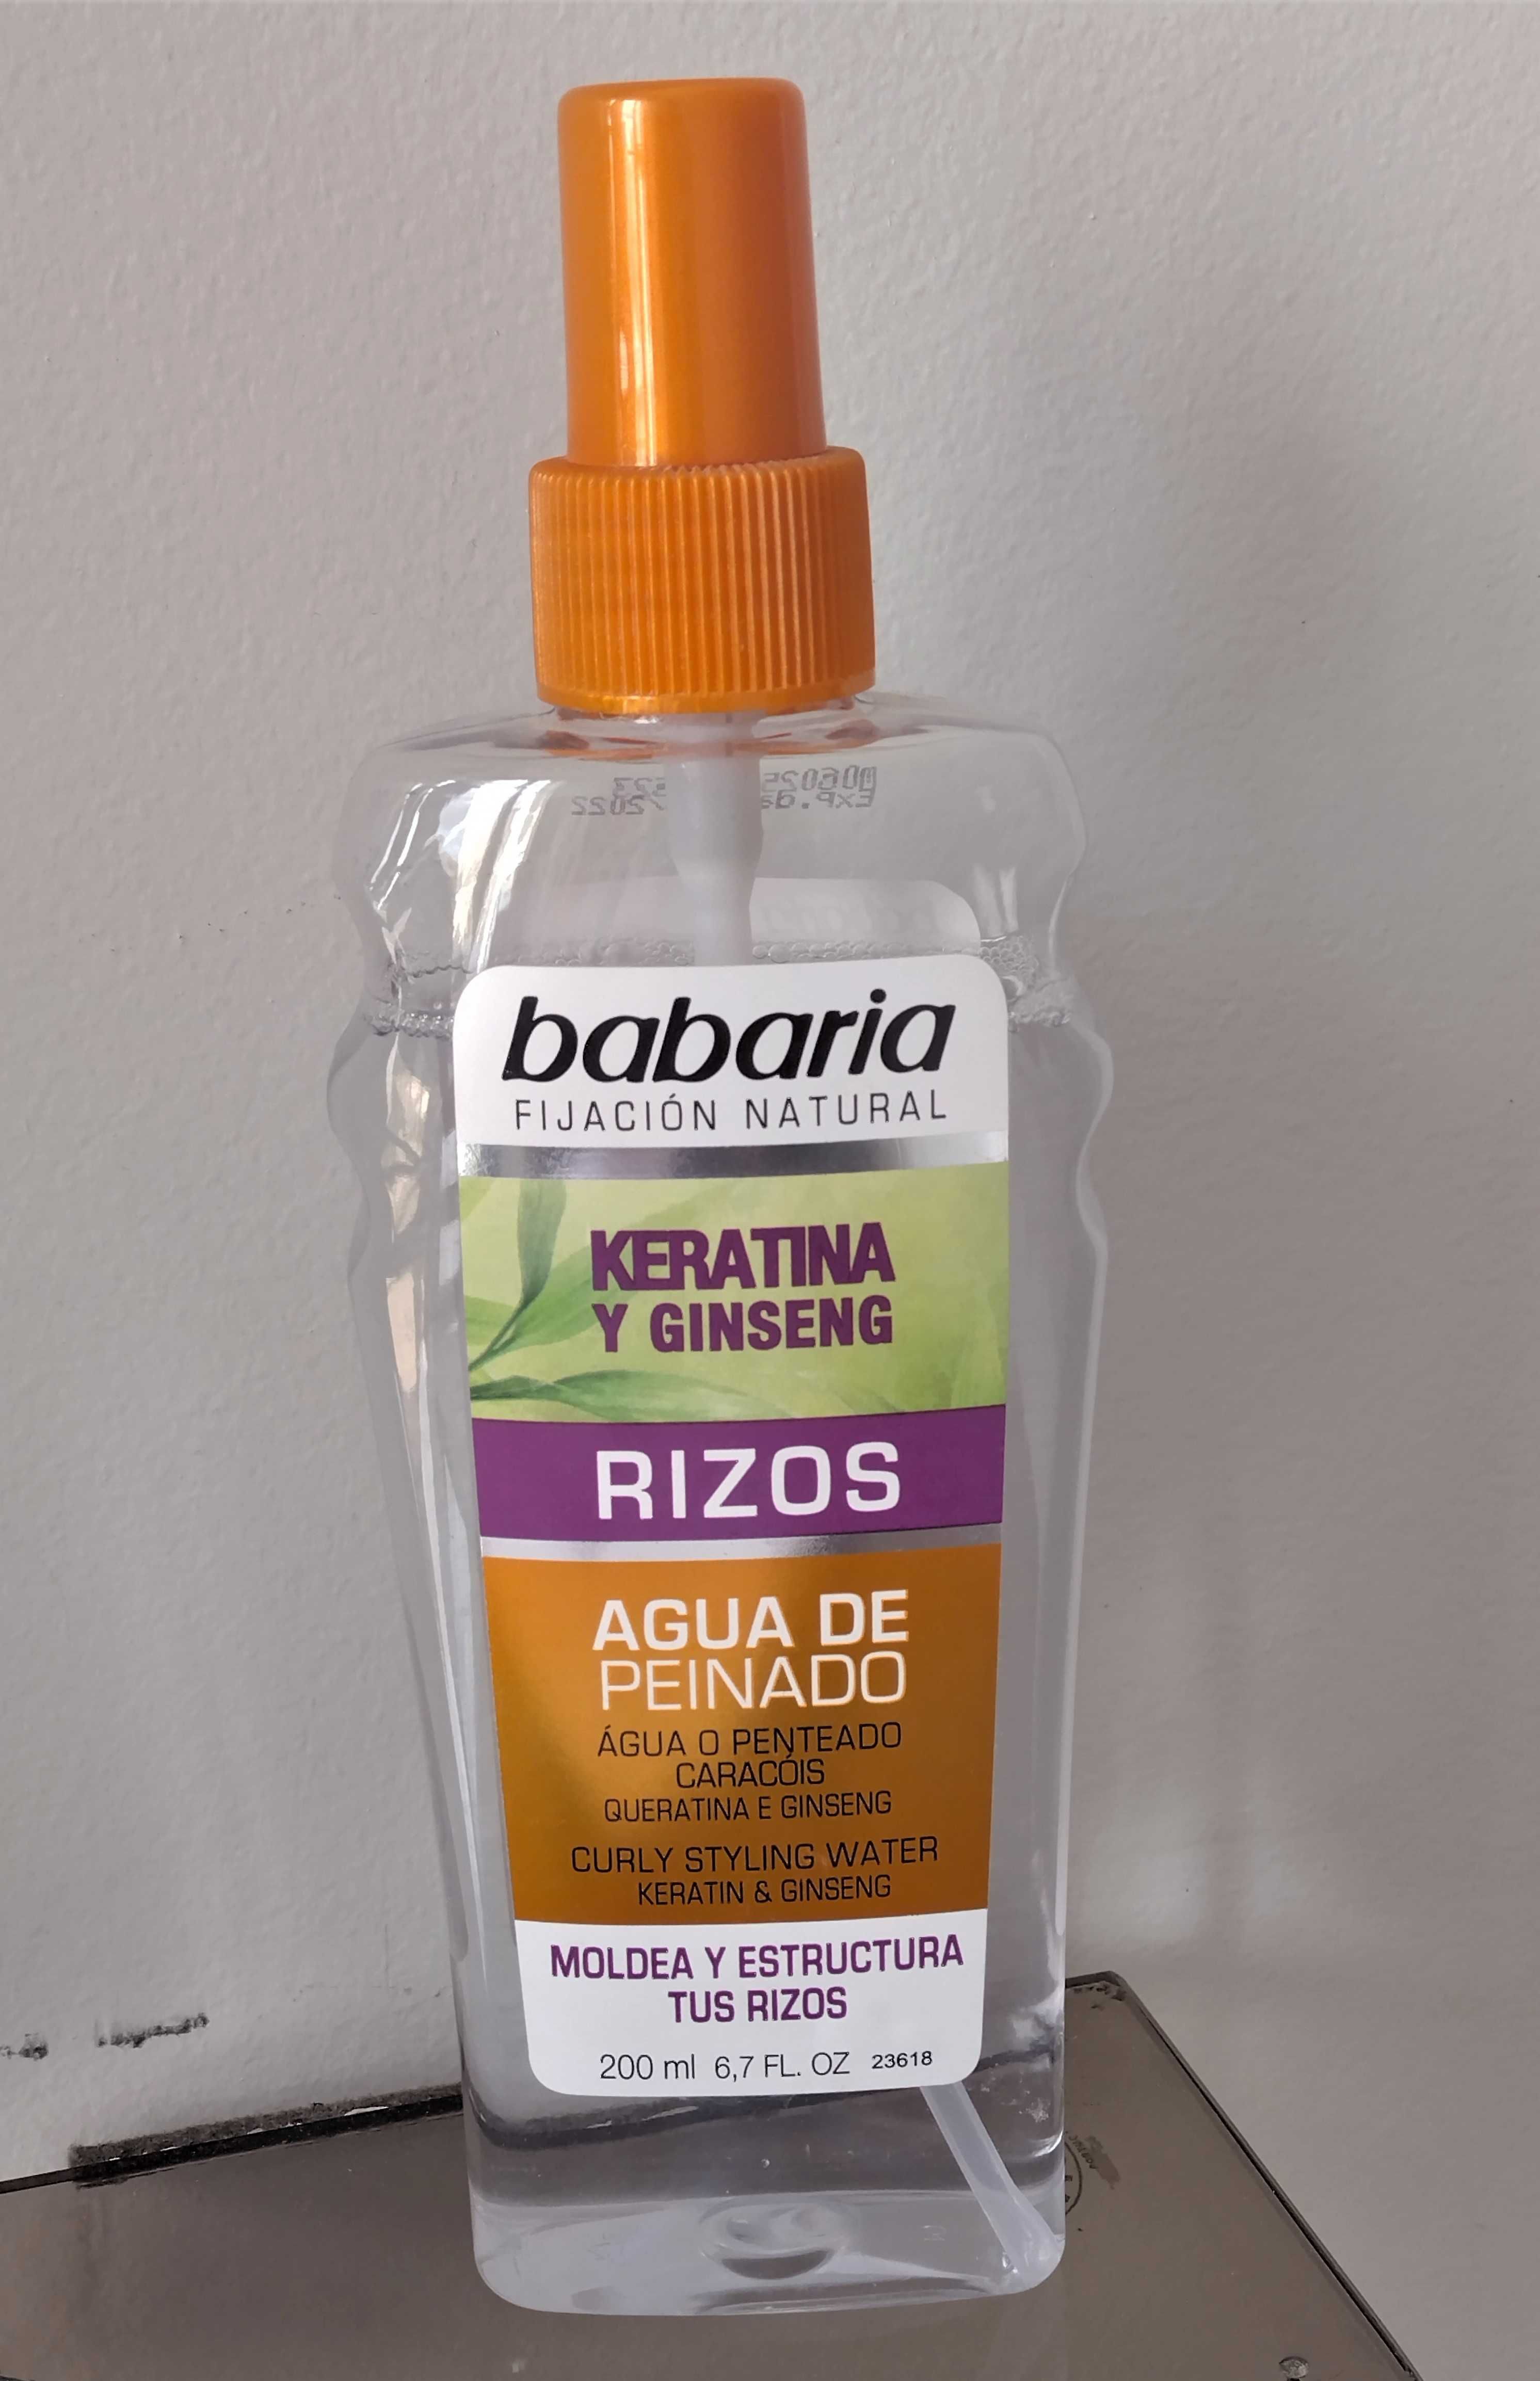 babaria
FIJACIÓN NATURAL
KERATINA
Y GINSENG
RIZOS
AGUA DE
PEINADO
ÁGUA O PENTEADO
CARACÓIS
QUERATINA E GINSENG
CURLY STYLING WATER
KERATIN & GINSENG
MOLDEA Y ESTRUCTURA
TUS RIZOS
200 ml 6,7 FL. OZ 23618